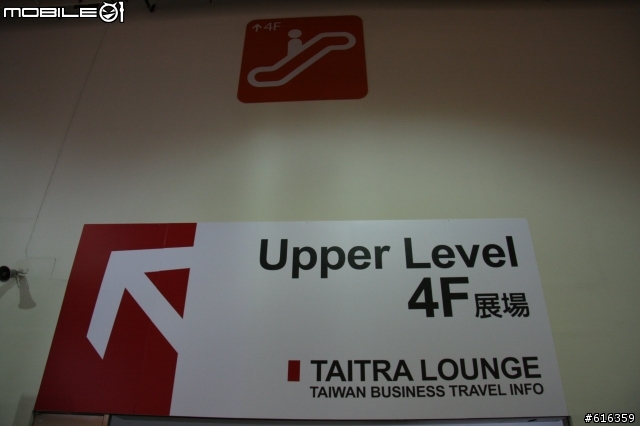 MOBILE01
↑4F
Upper Level
4F展場
TAITRA LOUNGE
TAIWAN BUSINESS TRAVEL INFO
#616359